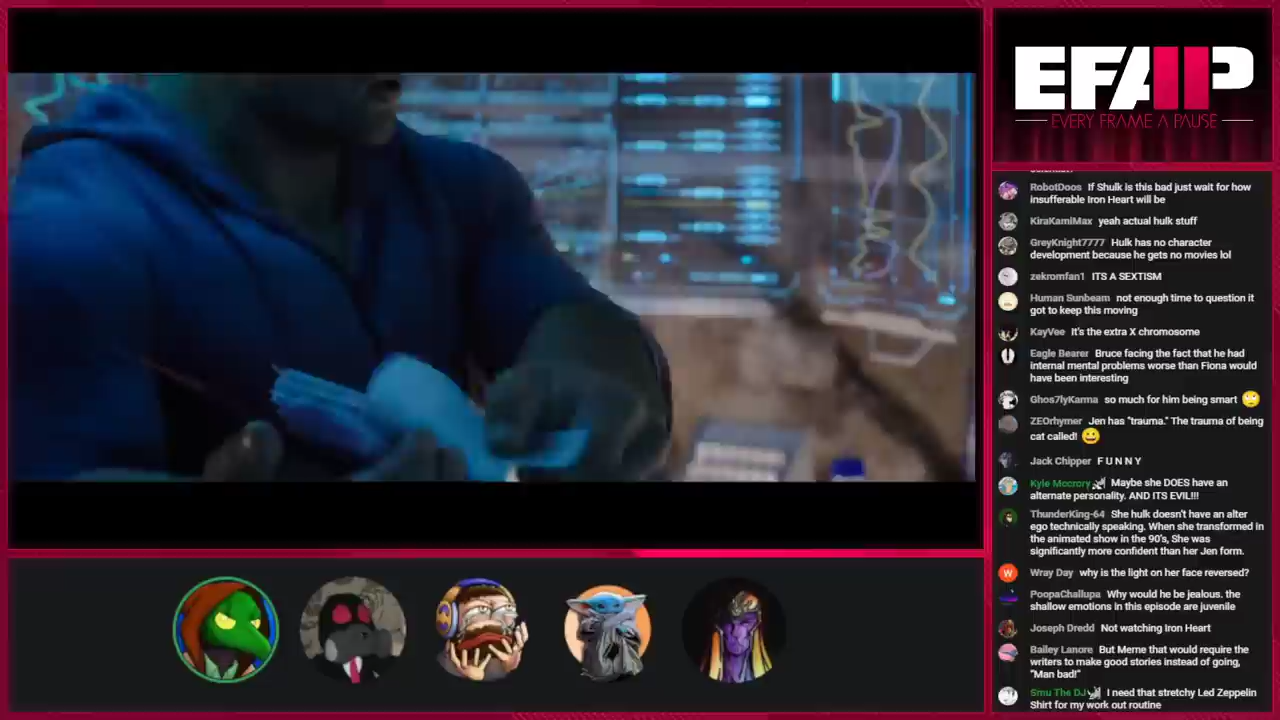 EFAP
EVERY FRAME A PAUSE
RobotDoos If Shulk is this bad just wait for how
insufferable Iron Heart will be
KiraKamiMax yeah actual hulk stuff
GreyKnight7777 Hulk has no character
development because he gets no movies lol
zekromfan1 ITS A SEXTISM
Human Sunbeam not enough time to question it
got to keep this moving
KayVee It's the extra X chromosome
Eagle Bearer Bruce facing the fact that he had
internal mental problems worse than Fiona would
have been interesting
Ghos7lyKarma so much for him being smart 🙄
ZEOrhymer Jen has "trauma." The trauma of being
cat called! 😀
Jack Chipper F U N N Y
Kyle Mccrory Maybe she DOES have an
alternate personality. AND ITS EVIL!!!
ThunderKing-64 She hulk doesn't have an alter
ego technically speaking. When she transformed in
the animated show in the 90's, She was
significantly more confident than her Jen form.
W
Wray Day why is the light on her face reversed?
PoopaChallupa Why would he be jealous. the
shallow emotions in this episode are juvenile
Joseph Dredd Not watching Iron Heart
Bailey Lanore But Meme that would require the
writers to make good stories instead of going,
"Man bad!"
Smu The DJ I need that stretchy Led Zeppelin
Shirt for my work out routine